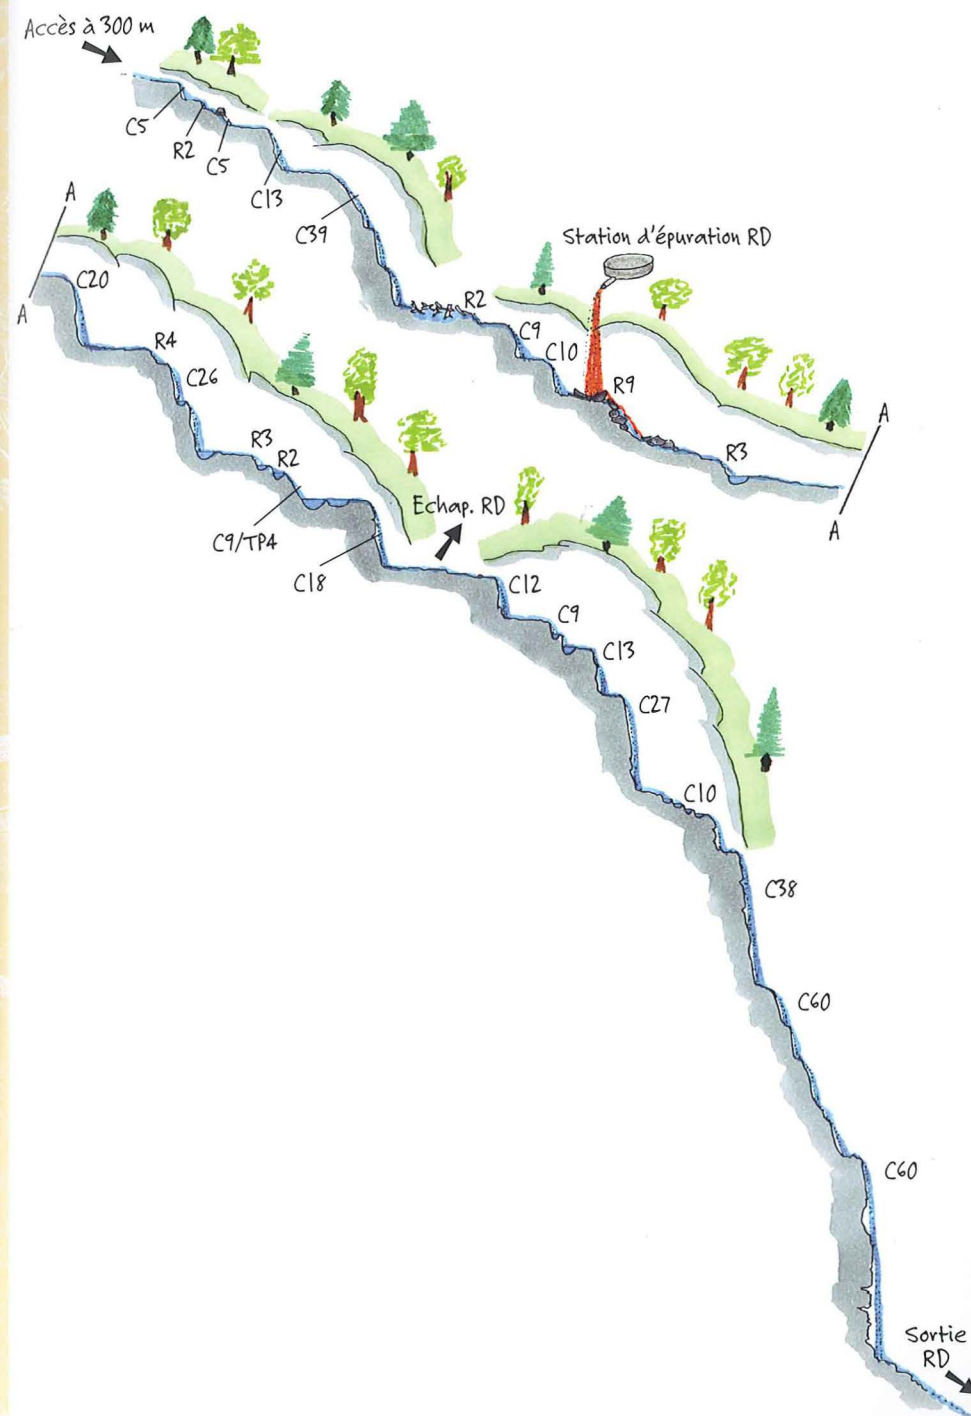 Accès à 300 m
C5
R2
C5
C13
C39
R2
C9
C10
Station d'épuration RD
R9
R3
A
A
A
A
C20
R4
C26
R3
R2
C9/TP4
C18
Echap. RD
C12
C9
C13
C27
C10
C38
C60
C60
Sortie
RD